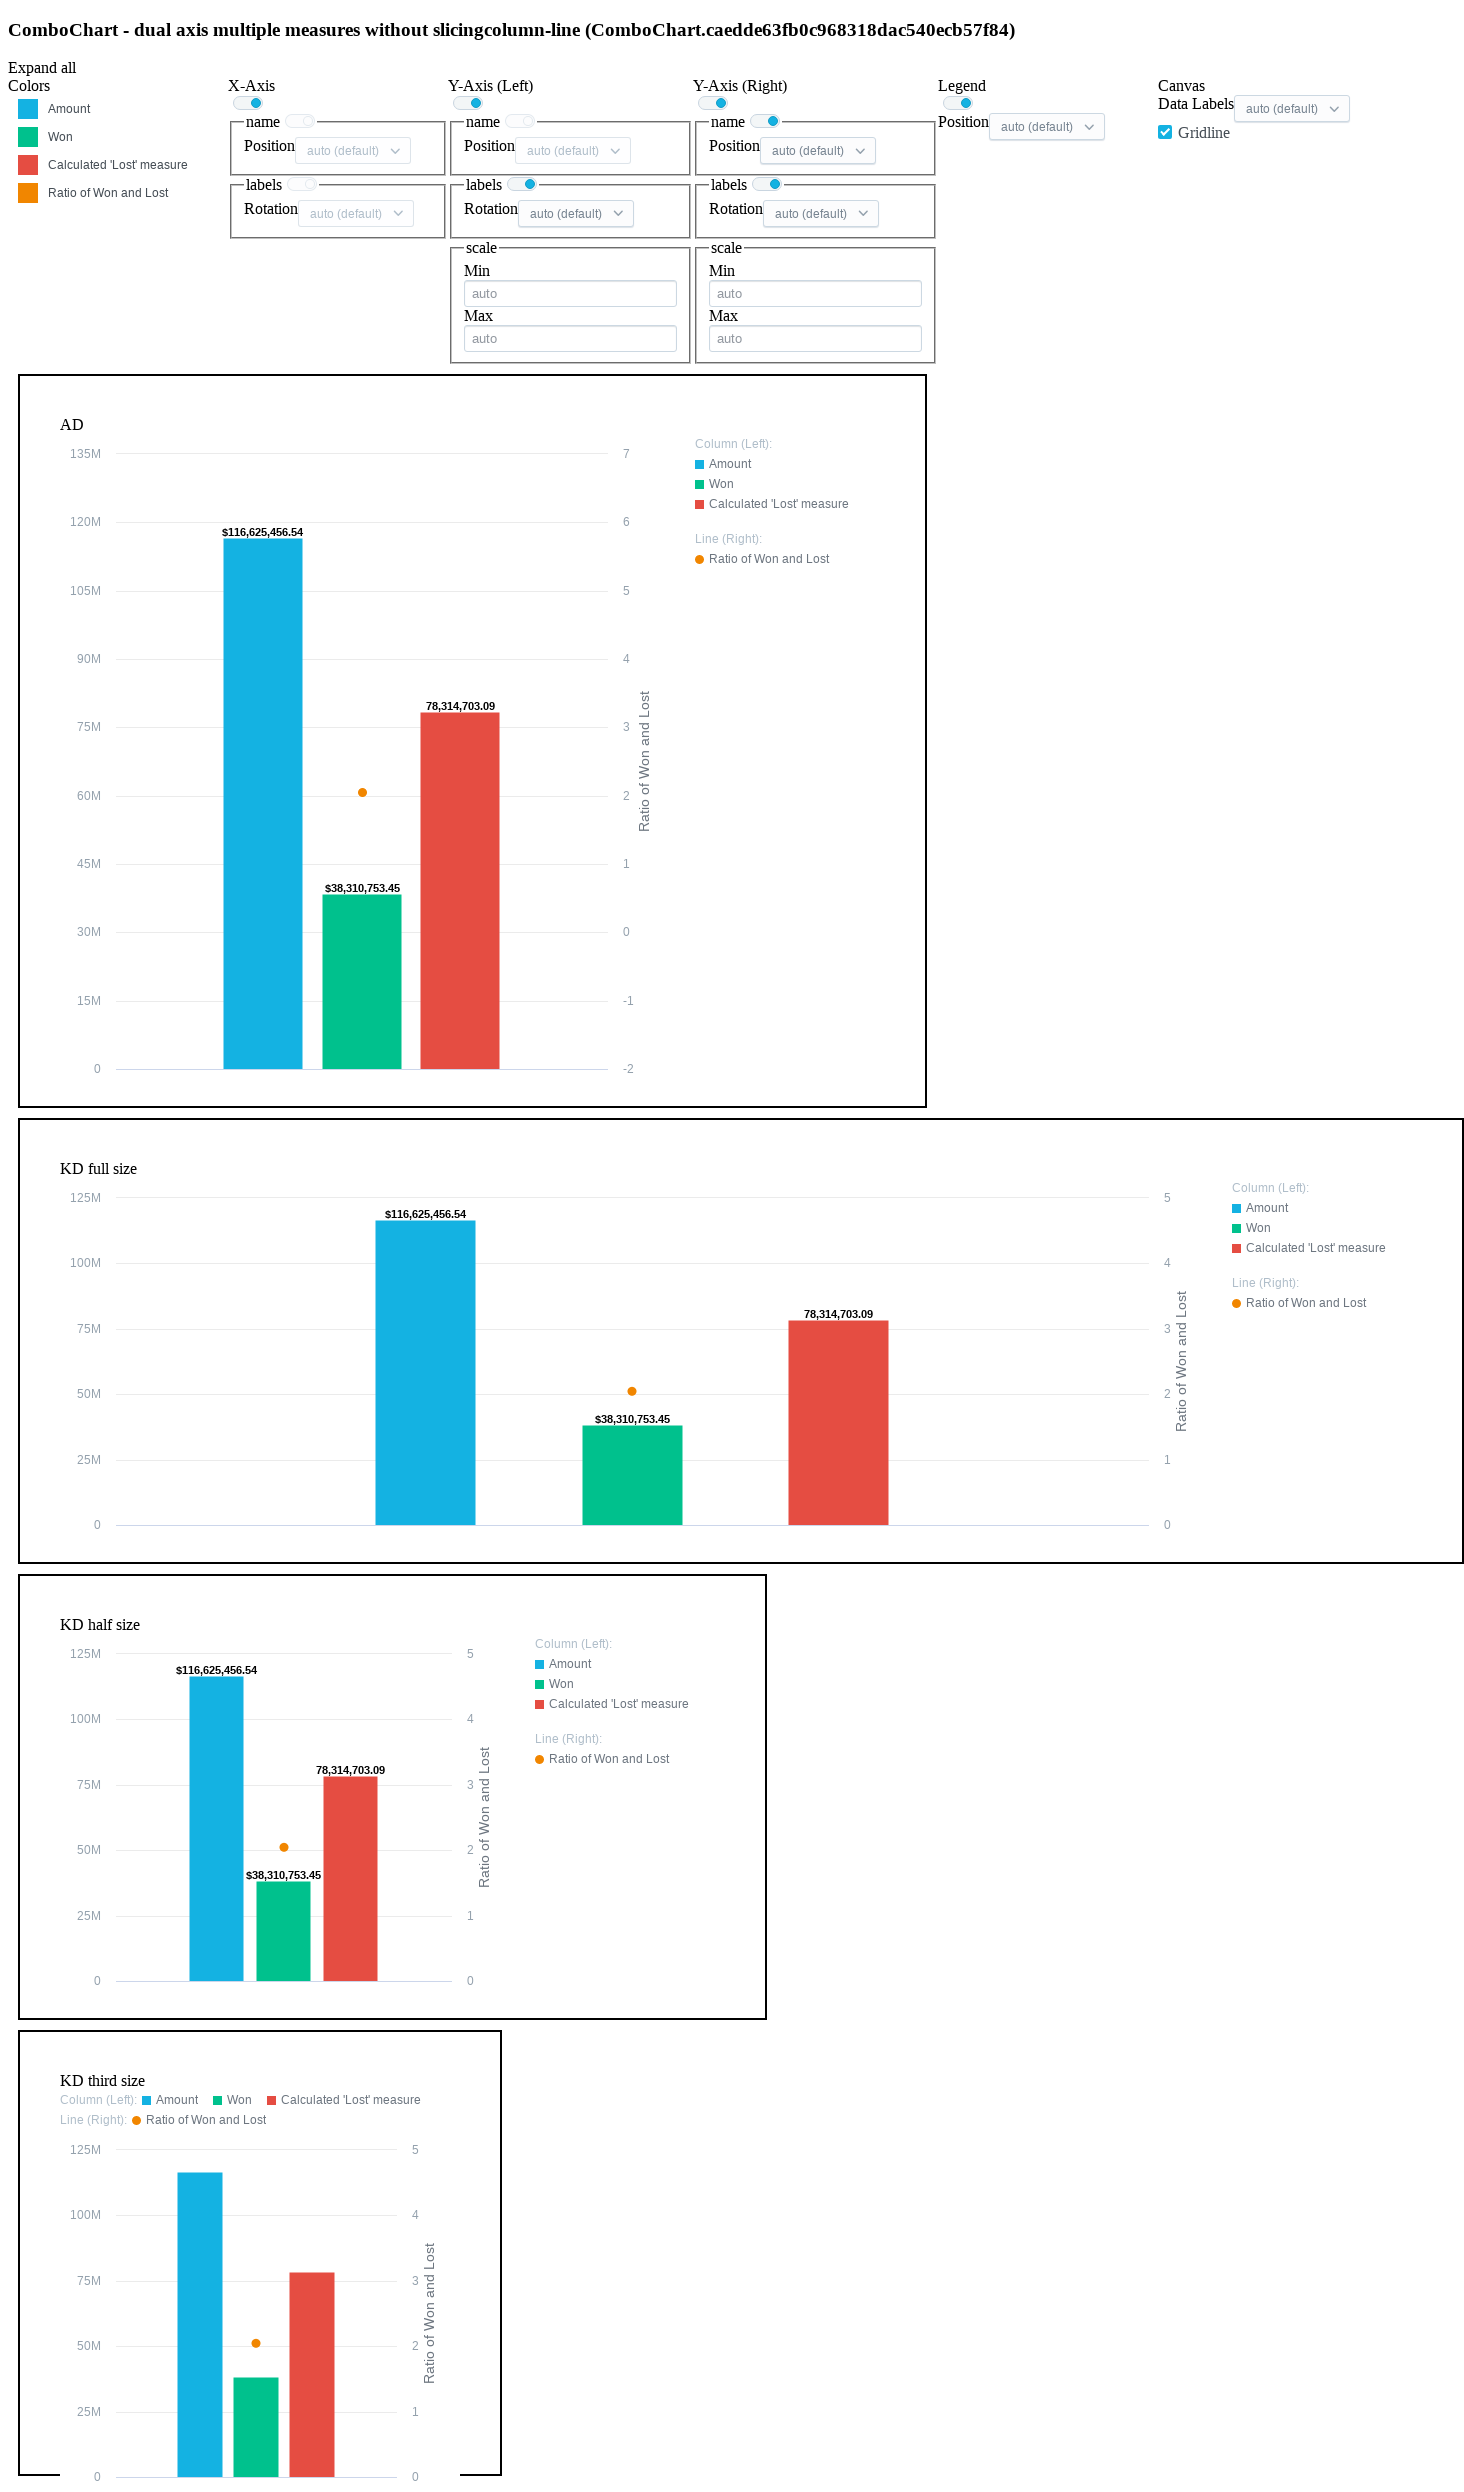 ComboChart - dual axis multiple measures without slicingcolumn-line (ComboChart.caedde63fb0c968318dac540ecb57f84)
Expand all
Colors
Amount
Won
Calculated 'Lost' measure
Ratio of Won and Lost
X-Axis
name
Position auto (default)
labels
Rotation auto (default)
Y-Axis (Left)
name
Position auto (default)
labels
Rotation auto (default)
scale
Min
auto
Max
auto
Y-Axis (Right)
name
Position auto (default)
labels
Rotation auto (default)
scale
Min
auto
Max
auto
Legend
Position auto (default)
Canvas
Data Labels auto (default)
Gridline
AD
135M
120M
105M
90M
75M
60M
45M
30M
15M
0
$116,625,456.54
$38,310,753.45
78,314,703.09
7
6
5
4
3
2
1
0
-1
-2
Ratio of Won and Lost
Column (Left):
Amount
Won
Calculated 'Lost' measure
Line (Right):
Ratio of Won and Lost
KD full size
125M
100M
75M
50M
25M
0
$116,625,456.54
$38,310,753.45
78,314,703.09
5
4
3
2
1
0
Ratio of Won and Lost
Column (Left):
Amount
Won
Calculated 'Lost' measure
Line (Right):
Ratio of Won and Lost
KD half size
125M
100M
75M
50M
25M
0
$116,625,456.54
$38,310,753.45
78,314,703.09
5
4
3
2
1
0
Ratio of Won and Lost
Column (Left):
Amount
Won
Calculated 'Lost' measure
Line (Right):
Ratio of Won and Lost
KD third size
Column (Left): Amount Won Calculated 'Lost' measure
Line (Right): Ratio of Won and Lost
125M
100M
75M
50M
25M
0
5
4
3
2
1
0
Ratio of Won and Lost